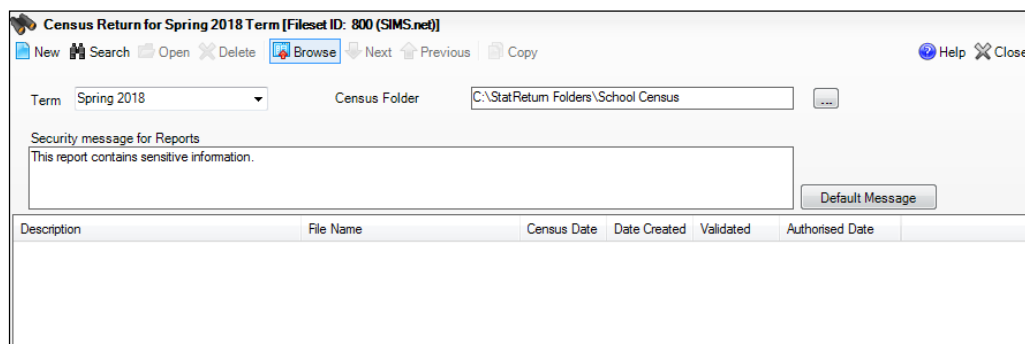 Census Return for Spring 2018 Term [Fileset ID: 800 (SIMS.net)]
New Search Open Delete Browse Next Previous Copy Help Close
Term Spring 2018 Census Folder C:\StatReturn Folders\School Census ...
Security message for Reports
This report contains sensitive information.
Default Message
Description File Name Census Date Date Created Validated Authorised Date